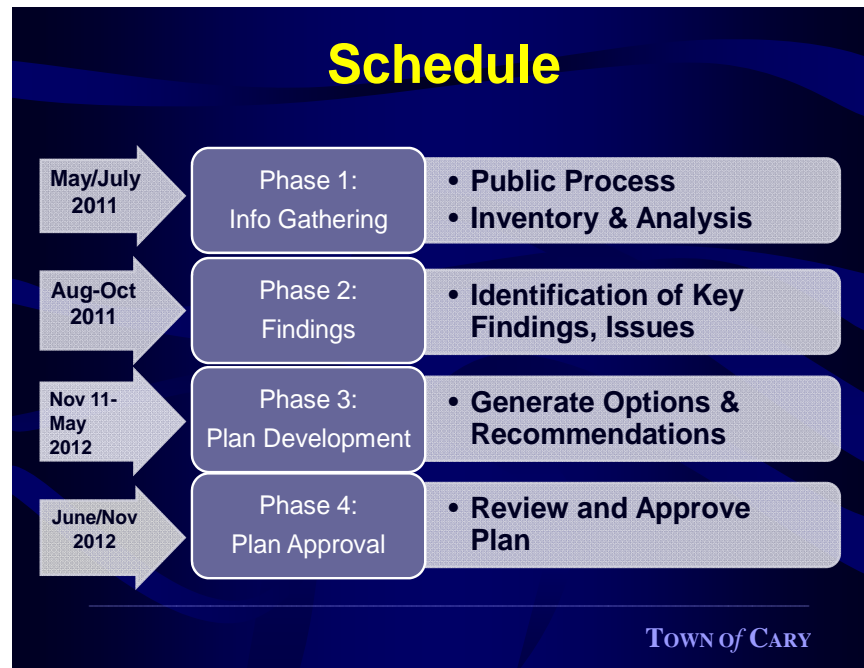 Schedule
May/July
2011
Phase 1:
Info Gathering
• Public Process
• Inventory & Analysis
Aug-Oct
2011
Phase 2:
Findings
• Identification of Key
Findings, Issues
Nov 11-
May
2012
Phase 3:
Plan Development
• Generate Options &
Recommendations
June/Nov
2012
Phase 4:
Plan Approval
• Review and Approve
Plan
TOWN Of CARY